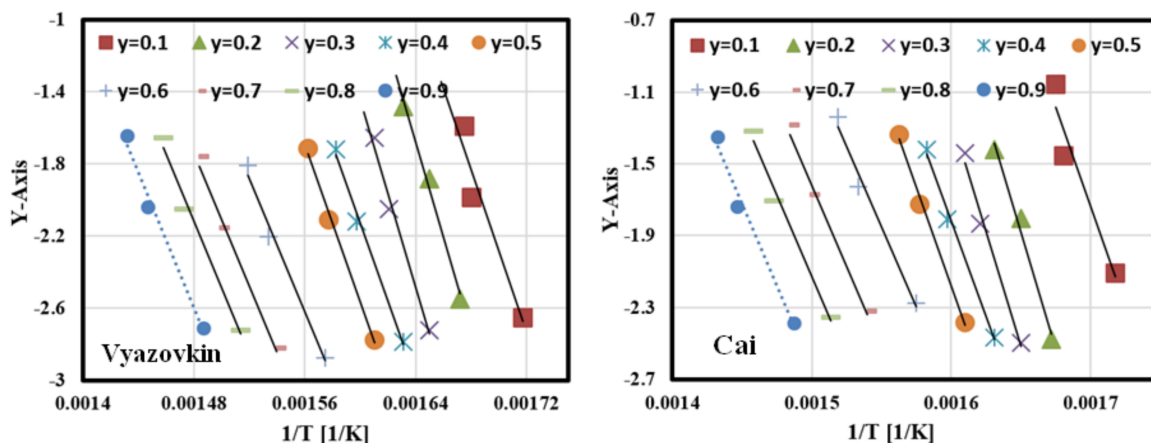 -1
y=0.1 y=0.2 y=0.3 y=0.4 y=0.5
y=0.6 y=0.7 y=0.8 y=0.9
-1.4
-1.8
-2.2
-2.6
-3
Y-Axis
Vyazovkin
0.0014 0.00148 0.00156 0.00164 0.00172
1/T [1/K]
-0.7
y=0.1 y=0.2 y=0.3 y=0.4 y=0.5
y=0.6 y=0.7 y=0.8 y=0.9
-1.1
-1.5
-1.9
-2.3
-2.7
Y-Axis
Cai
0.0014 0.0015 0.0016 0.0017
1/T [1/K]